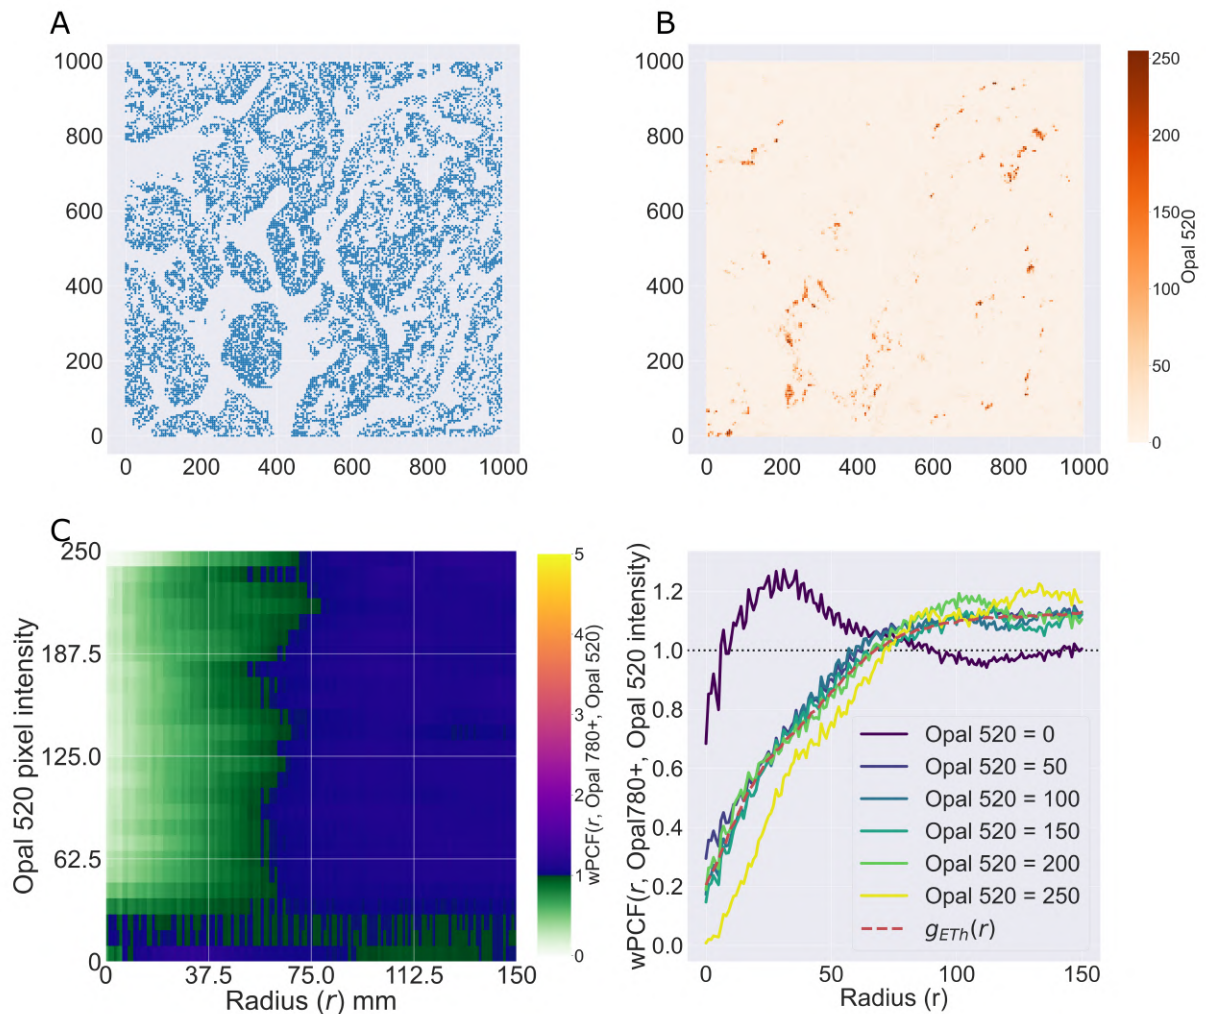 A
B
1000
800
600
400
200
0
0 200 400 600 800 1000
1000
800
600
400
200
0
0 200 400 600 800 1000
250
200
150
100
50
0
Opal 520
C
250
187.5
125.0
62.5
0
Opal 520 pixel intensity
0 37.5 75.0 112.5 150
Radius (r) mm
5
4
3
2
1
0
wPCF(r, Opal 780+, Opal 520)
wPCF(r, Opal780+, Opal 520 intensity)
1.2
1.0
0.8
0.6
0.4
0.2
0.0
Opal 520 = 0
Opal 520 = 50
Opal 520 = 100
Opal 520 = 150
Opal 520 = 200
Opal 520 = 250
gETh(r)
0 50 100 150
Radius (r)